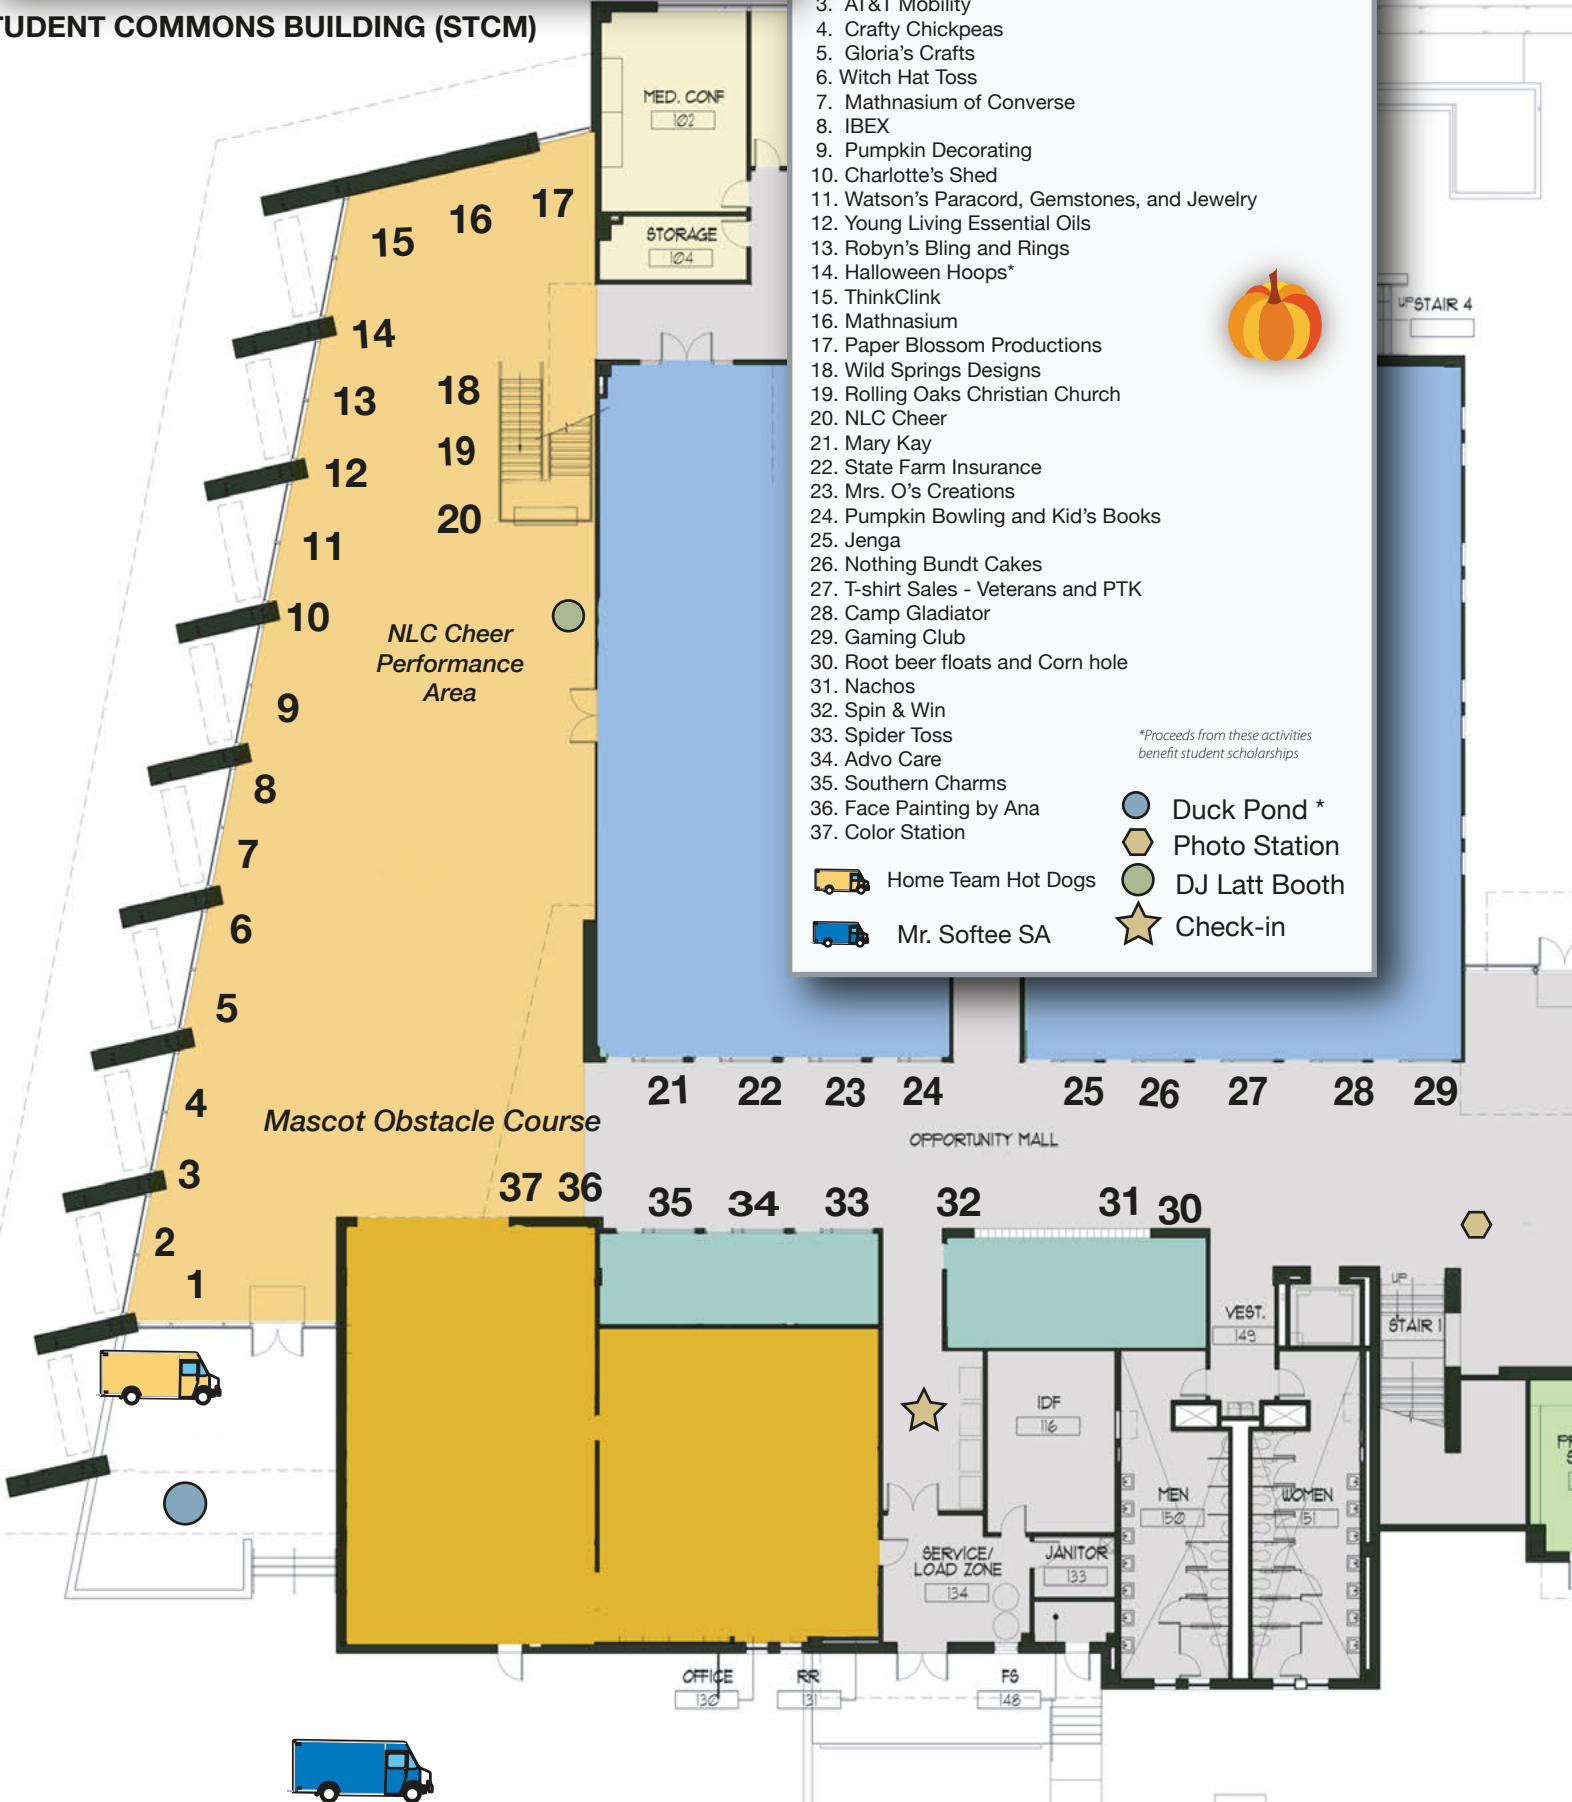 TUDENT COMMONS BUILDING (STCM)
3. AT&T Mobility
4. Crafty Chickpeas
5. Gloria's Crafts
6. Witch Hat Toss
7. Mathnasium of Converse
8. IBEX
9. Pumpkin Decorating
10. Charlotte's Shed
11. Watson's Paracord, Gemstones, and Jewelry
12. Young Living Essential Oils
13. Robyn's Bling and Rings
14. Halloween Hoops*
15. ThinkClink
16. Mathnasium
17. Paper Blossom Productions
18. Wild Springs Designs
19. Rolling Oaks Christian Church
20. NLC Cheer
21. Mary Kay
22. State Farm Insurance
23. Mrs. O's Creations
24. Pumpkin Bowling and Kid's Books
25. Jenga
26. Nothing Bundt Cakes
27. T-shirt Sales - Veterans and PTK
28. Camp Gladiator
29. Gaming Club
30. Root beer floats and Corn hole
31. Nachos
32. Spin & Win
33. Spider Toss
34. Advo Care
35. Southern Charms
36. Face Painting by Ana
37. Color Station
*Proceeds from these activities
benefit student scholarships
Duck Pond *
Photo Station
DJ Latt Booth
Check-in
Home Team Hot Dogs
Mr. Softee SA
MED. CONF
102
STORAGE
104
UP
STAIR 4
17
16
15
14
13
12
11
10
9
8
7
6
5
4
3
2
1
18
19
20
NLC Cheer
Performance
Area
Mascot Obstacle Course
21
22
23
24
25
26
27
28
29
OPPORTUNITY MALL
37
36
35
34
33
32
31
30
VEST.
149
UP
STAIR 1
IDF
116
MEN
150
WOMEN
151
SERVICE/
LOAD ZONE
134
JANITOR
133
OFFICE
130
RR
131
FS
148